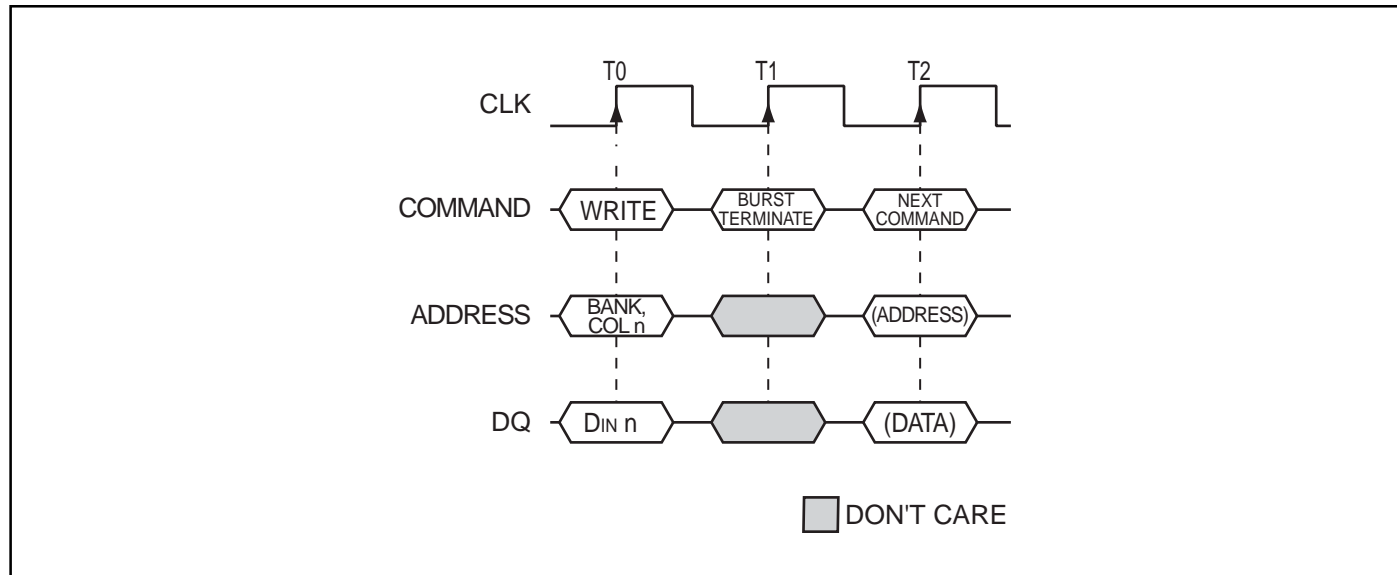 T0 T1 T2
CLK
COMMAND WRITE BURST TERMINATE NEXT COMMAND
ADDRESS BANK, COL n (ADDRESS)
DQ DIN n (DATA)
DON'T CARE